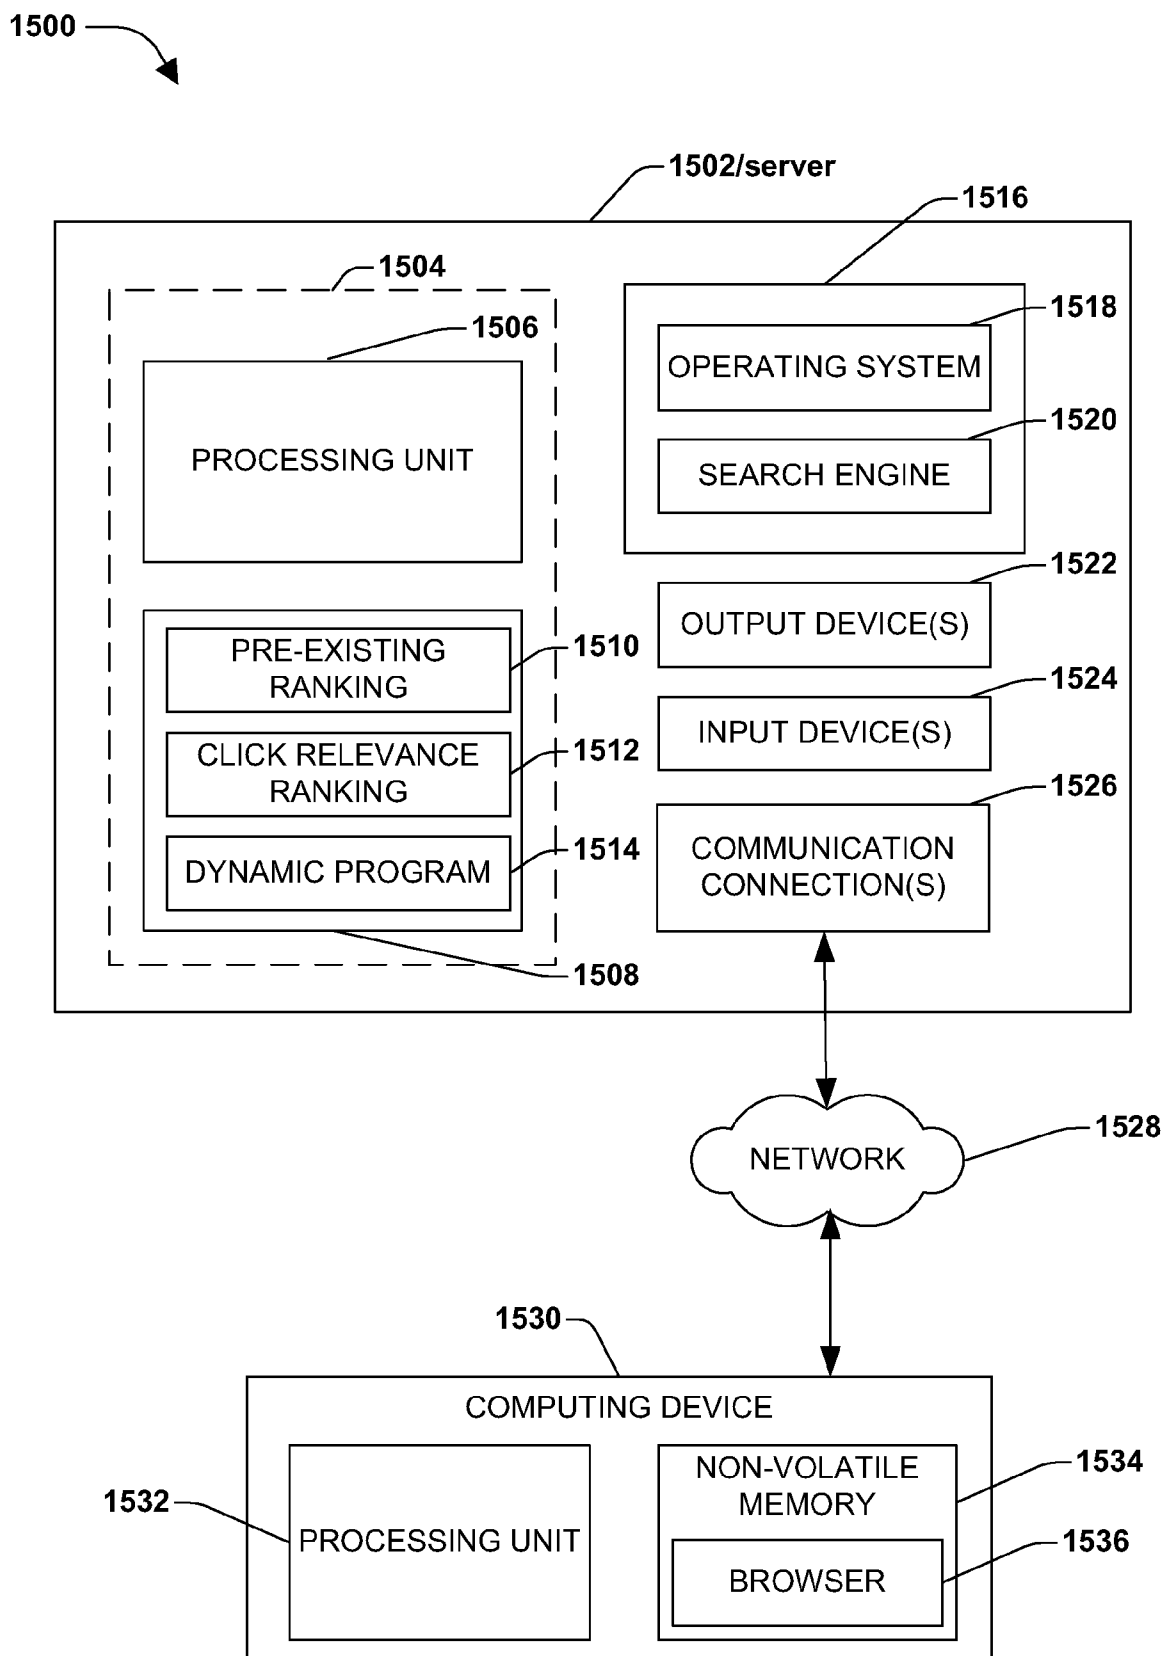 1500
1502/server
1516
1504
1518
1506
OPERATING SYSTEM
1520
PROCESSING UNIT
SEARCH ENGINE
1522
OUTPUT DEVICE(S)
PRE-EXISTING
RANKING
1510
1524
INPUT DEVICE(S)
CLICK RELEVANCE
RANKING
1512
1526
COMMUNICATION
CONNECTION(S)
DYNAMIC PROGRAM
1514
1508
NETWORK
1528
1530
COMPUTING DEVICE
1532
PROCESSING UNIT
NON-VOLATILE
MEMORY
1534
BROWSER
1536